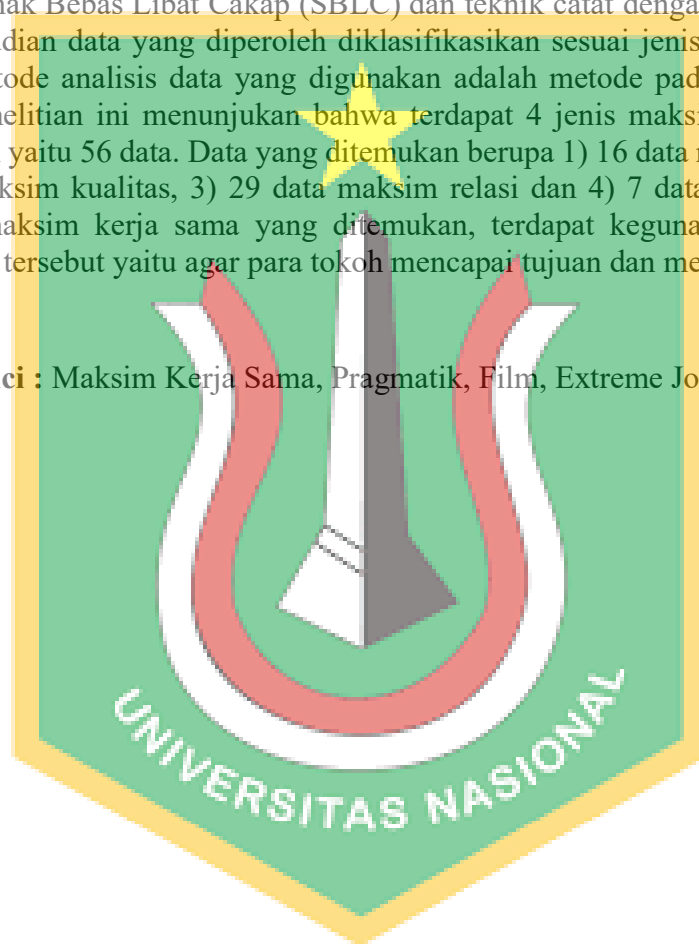 nak Bebas Libat Cakap (SBLC) dan teknik catat denga
dian data yang diperoleh diklasifikasikan sesuai jenis
tode analisis data yang digunakan adalah metode pad
nelitian ini menunjukan bahwa terdapat 4 jenis maksi
yaitu 56 data. Data yang ditemukan berupa 1) 16 data
ksim kualitas, 3) 29 data maksim relasi dan 4) 7 data
naksim kerja sama yang ditemukan, terdapat keguna
tersebut yaitu agar para tokoh mencapai tujuan dan me
ci : Maksim Kerja Sama, Pragmatik, Film, Extreme Jo
UNIVERSITAS NASIONAL